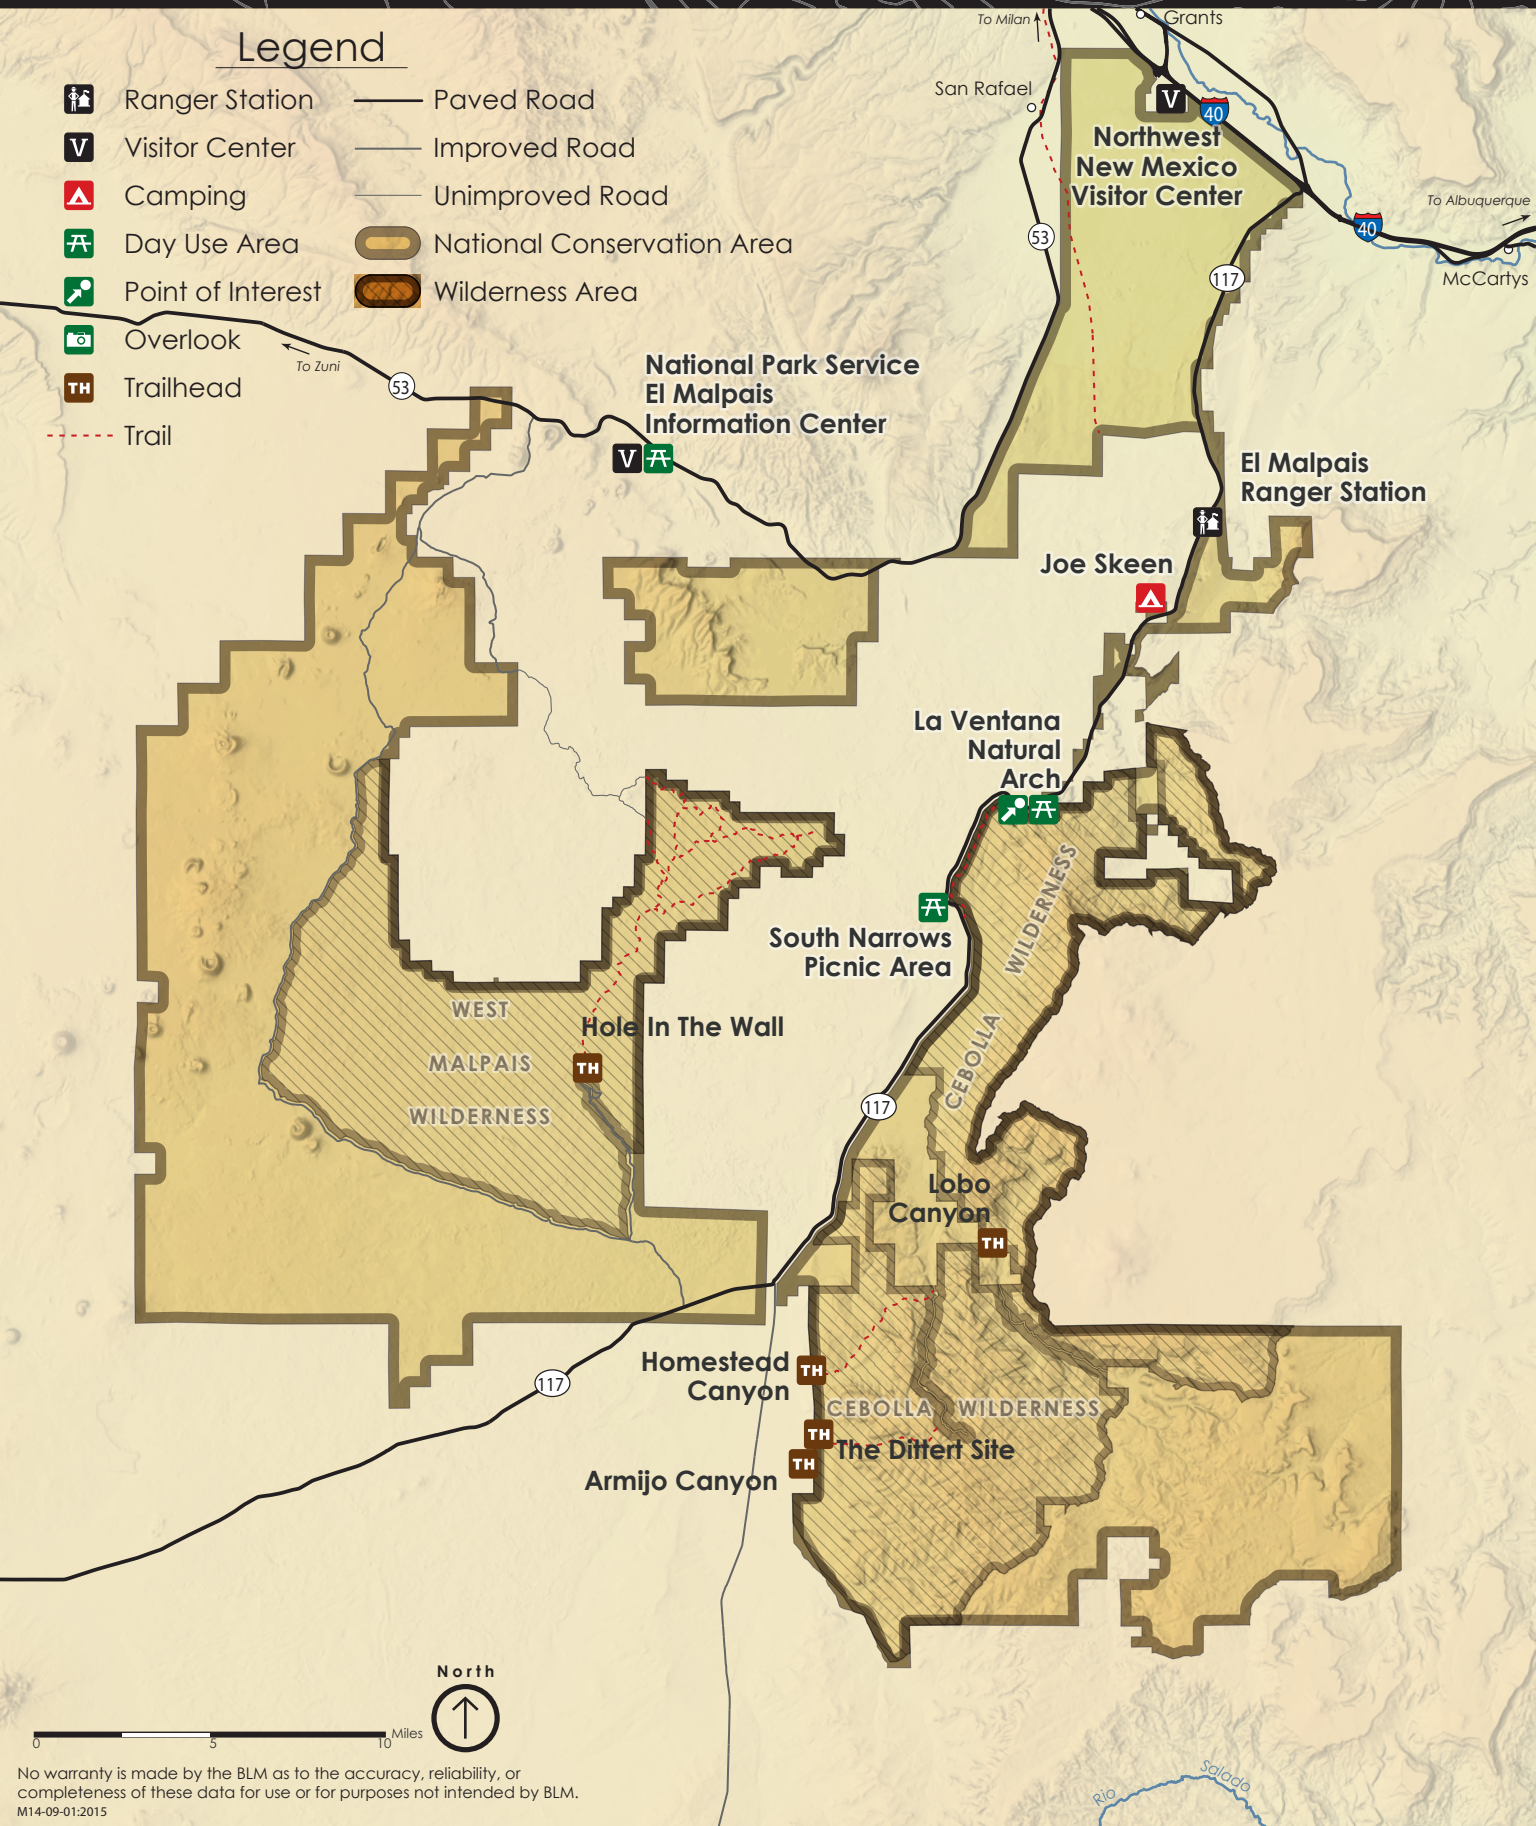 Legend
Ranger Station
Visitor Center
Camping
Day Use Area
Point of Interest
Overlook
Trailhead
Trail
Paved Road
Improved Road
Unimproved Road
National Conservation Area
Wilderness Area
V
TH
To Milan
Grants
San Rafael
V
40
Northwest
New Mexico
Visitor Center
To Albuquerque
40
McCartys
53
117
To Zuni
53
National Park Service
El Malpais
Information Center
V
El Malpais
Ranger Station
Joe Skeen
La Ventana
Natural
Arch
South Narrows
Picnic Area
CEBOLLA WILDERNESS
WEST
MALPAIS
WILDERNESS
Hole In The Wall
TH
117
Lobo
Canyon
TH
Homestead
Canyon
TH
117
CEBOLLA WILDERNESS
TH
The Dittert Site
TH
Armijo Canyon
North
0 5 10 Miles
No warranty is made by the BLM as to the accuracy, reliability, or
completeness of these data for use or for purposes not intended by BLM.
M14-09-01:2015
Rio Salado